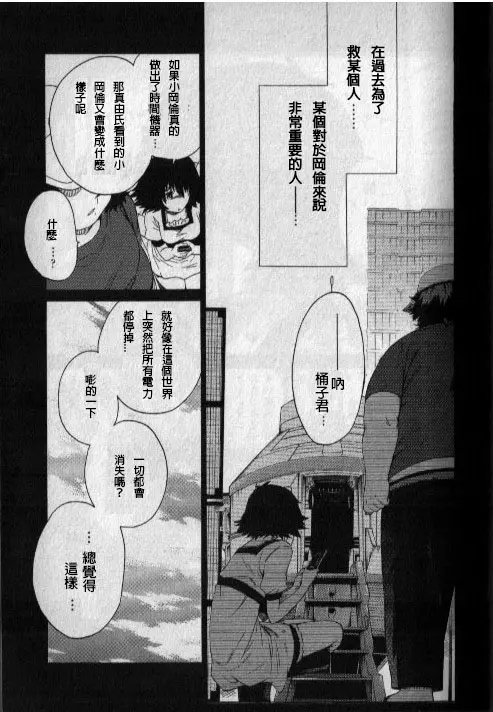 在過去為了
救某個人……
某個對於岡倫來說
非常重要的人———
———
吶
桶子君…
如果小岡倫真的
做出了時間機器…
那真由氏看到的小
岡倫又會變成什麼
樣子呢
什麼
…?
就好像在這個世界
上突然把所有電力
都停掉…
嘭的一下
一切都會
消失嗎?
…總覺得
這樣…